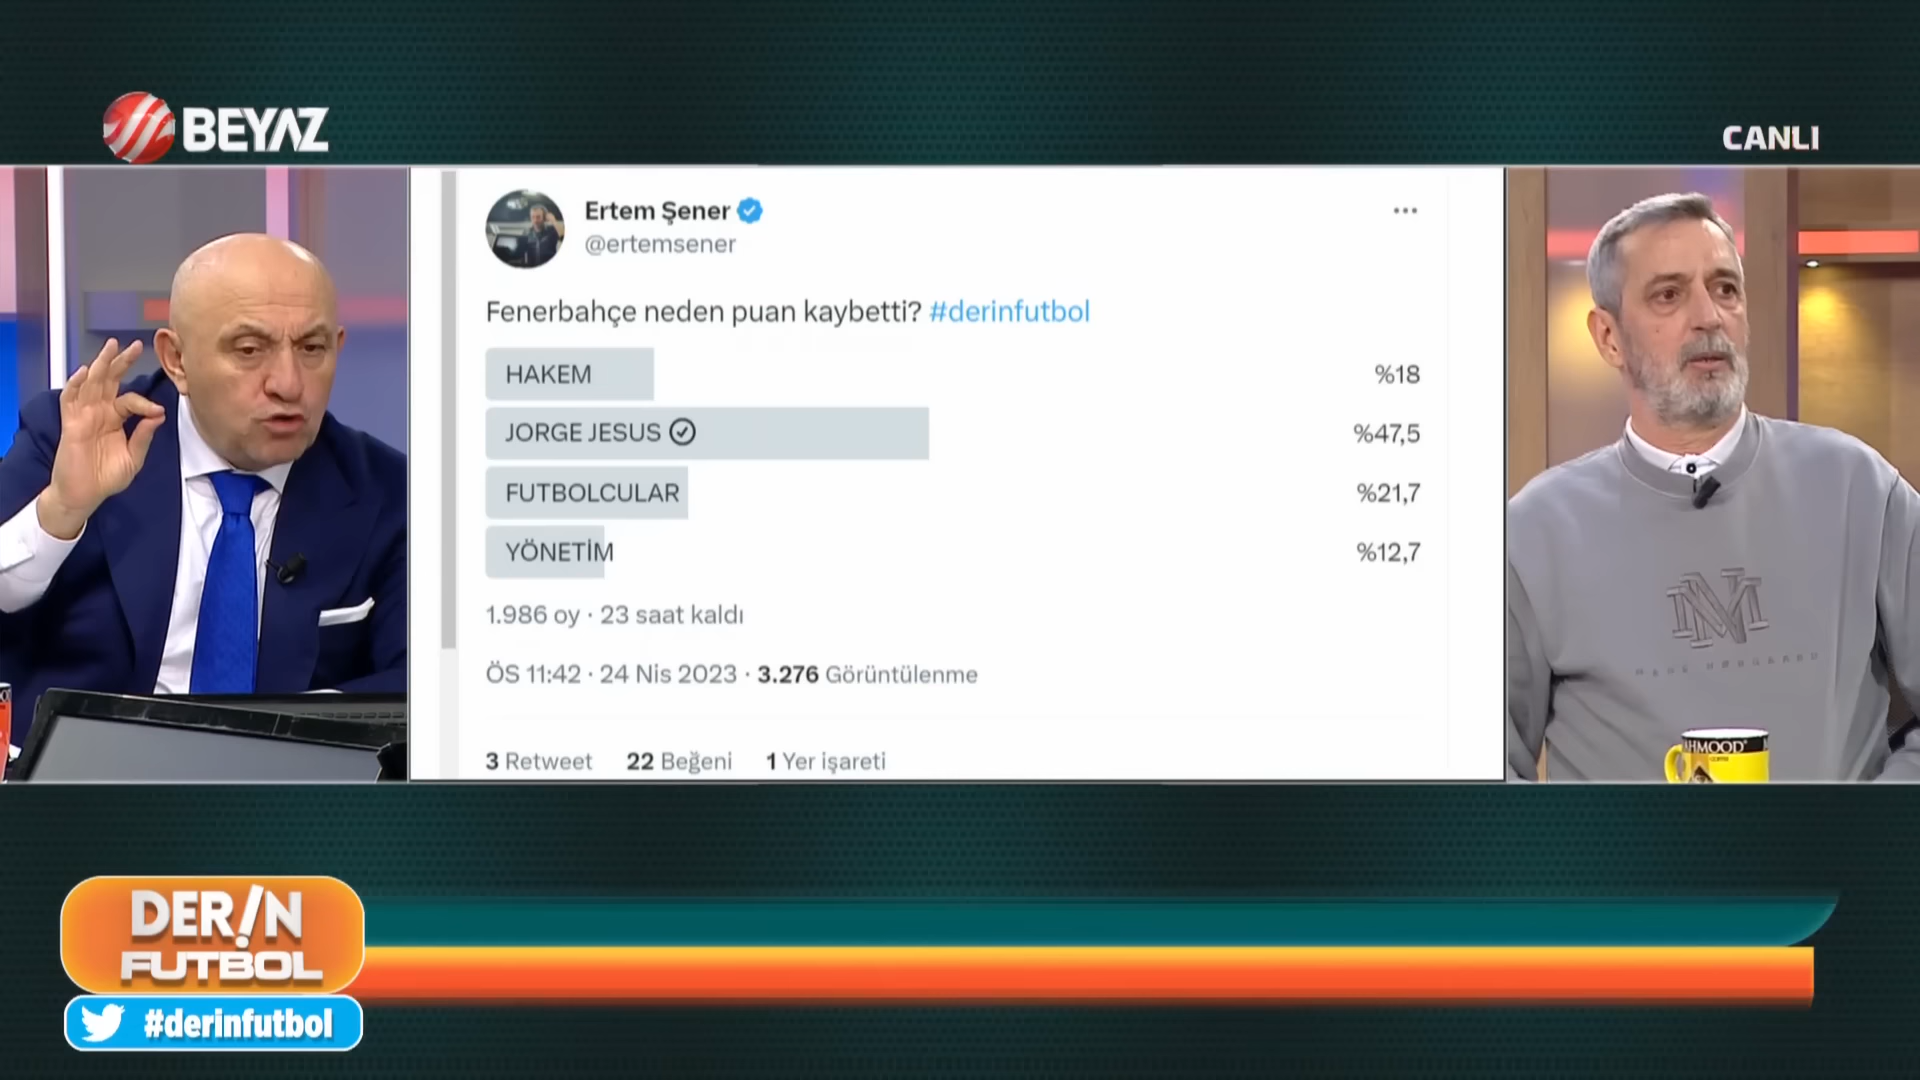 BEYAZ
CANLI
Ertem Şener
@ertemsener
Fenerbahçe neden puan kaybetti? #derinfutbol
HAKEM %18
JORGE JESUS %47,5
FUTBOLCULAR %21,7
YÖNETİM %12,7
1.986 oy · 23 saat kaldı
ÖS 11:42 · 24 Nis 2023 · 3.276 Görüntülenme
3 Retweet 22 Beğeni 1 Yer işareti
AHMOOD
DER!N
FUTBOL
#derinfutbol